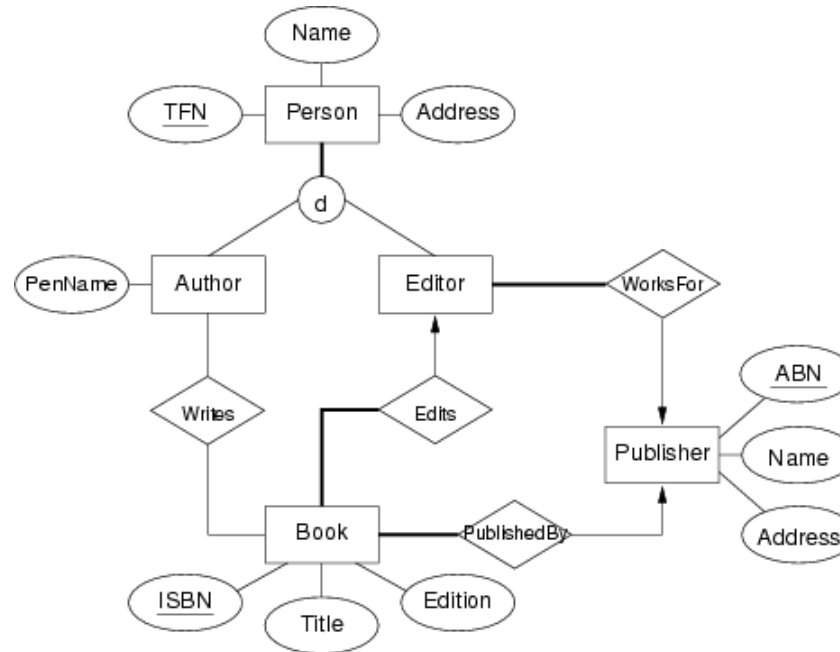 Name
TFN
Person
Address
d
PenName
Author
Editor
WorksFor
ABN
Writes
Edits
Publisher
Name
Book
PublishedBy
Address
ISBN
Title
Edition